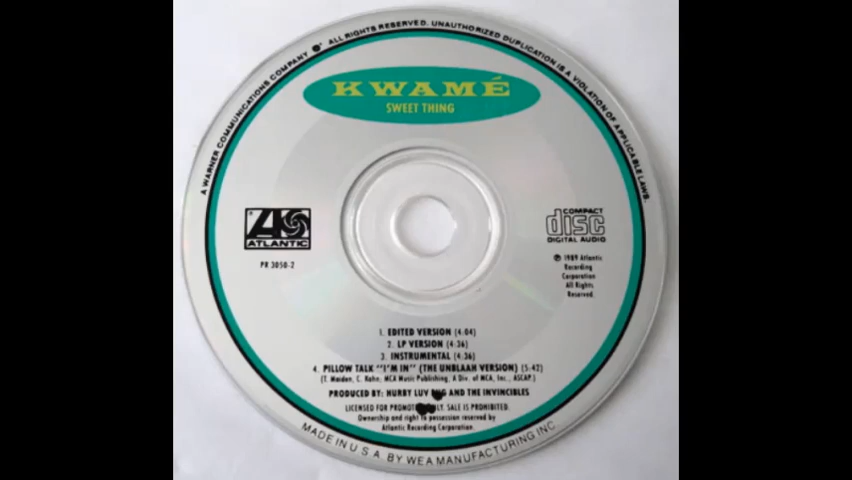 A WARNER COMMUNICATIONS COMPANY ALL RIGHTS RESERVED. UNAUTHORIZED DUPLICATION IS A VIOLATION OF APPLICABLE LAWS.
KWAMÉ
SWEET THING
ATLANTIC
PR 3050-2
COMPACT
disc
DIGITAL AUDIO
℗ 1989 Atlantic
Recording
Corporation
All Rights
Reserved.
1. EDITED VERSION (4:04)
2. LP VERSION (4:36)
3. INSTRUMENTAL (4:36)
4. PILLOW TALK "I'M IN" (THE UNBLAAH VERSION) (5:42)
(T. Maiden, C. Kahn, MCA Music Publishing, A Div. of MCA, Inc., ASCAP.)
PRODUCED BY: HURBY LUV AND THE INVINCIBLES
LICENSED FOR SALE IS PROHIBITED.
Ownership and right to possession reserved by
Atlantic Recording Corporation.
MADE IN U.S.A. BY WEA MANUFACTURING INC.